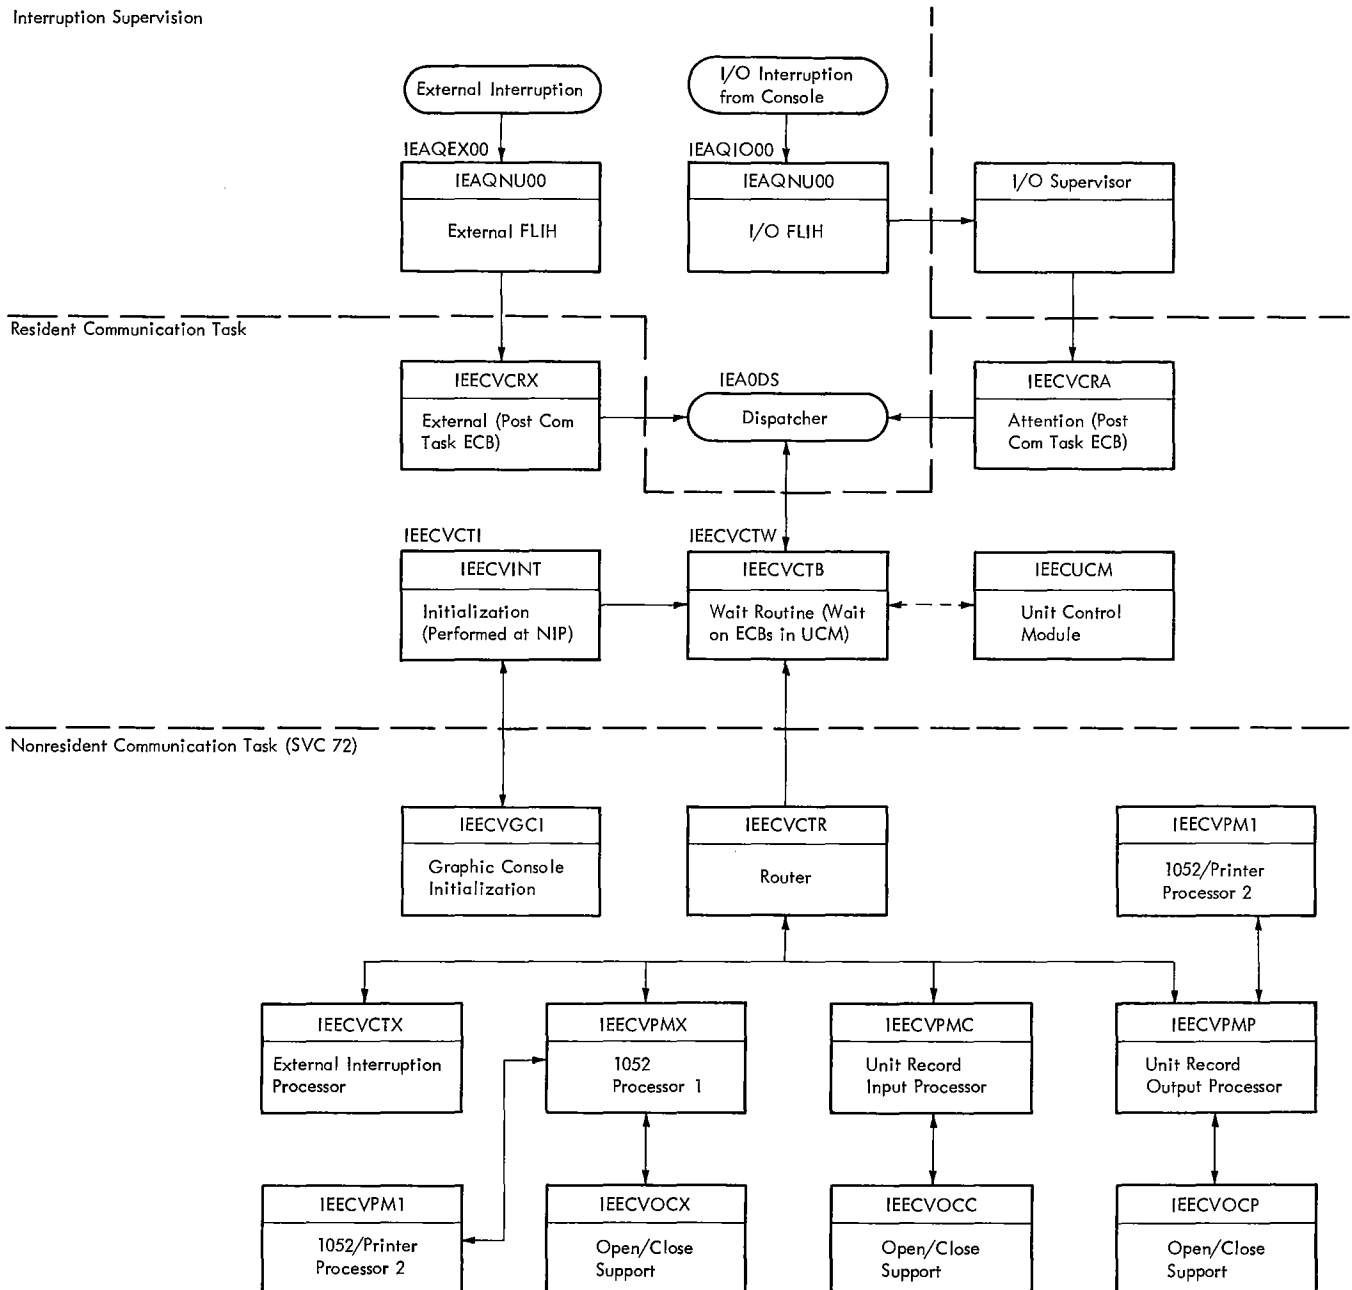 Interruption Supervision
External Interruption
I/O Interruption
from Console
IEAQEX00
IEAQNU00
External FLIH
IEAQIO00
IEAQNU00
I/O FLIH
I/O Supervisor
Resident Communication Task
IEECVCRX
External (Post Com
Task ECB)
IEA0DS
Dispatcher
IEECVCRA
Attention (Post
Com Task ECB)
IEECVCTI
IEECVINT
Initialization
(Performed at NIP)
IEECVCTW
IEECVCTB
Wait Routine (Wait
on ECBs in UCM)
IEECUCM
Unit Control
Module
Nonresident Communication Task (SVC 72)
IEECVGCI
Graphic Console
Initialization
IEECVCTR
Router
IEECVPM1
1052/Printer
Processor 2
IEECVCTX
External Interruption
Processor
IEECVPMX
1052
Processor 1
IEECVPMC
Unit Record
Input Processor
IEECVPMP
Unit Record
Output Processor
IEECVPM1
1052/Printer
Processor 2
IEECVOCX
Open/Close
Support
IEECVOCC
Open/Close
Support
IEECVOCP
Open/Close
Support